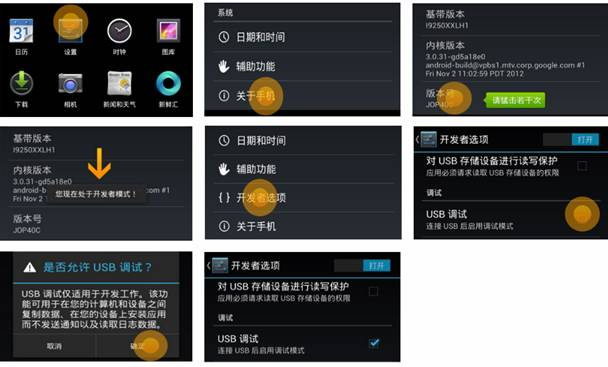 日历
设置
时钟
图库
下载
相机
新闻和天气
新鲜汇
系统
日期和时间
辅助功能
关于手机
基带版本
I9250XXLH1
内核版本
3.0.31-gd5a18e0
android-build@vpbs1.mtv.corp.google.com #1
Fri Nov 2 11:02:59 PDT 2012
版本号
JOP40C
请猛击若干次
基带版本
I9250XXLH1
内核版本
3.0.31-gd5a18e0
android-b
com #1
Fri Nov 2
您现在处于开发者模式!
版本号
JOP40C
日期和时间
辅助功能
{ } 开发者选项
关于手机
开发者选项 打开
对 USB 存储设备进行读写保护
应用必须请求读取 USB 存储设备的权限
调试
USB 调试
连接 USB 后启用调试模式
是否允许 USB 调试?
USB 调试仅适用于开发工作。该功
能可用于在您的计算机和设备之间
复制数据、在您的设备上安装应用
而不发送通知以及读取日志数据。
取消
确定
开发者选项 打开
对 USB 存储设备进行读写保护
应用必须请求读取 USB 存储设备的权限
调试
USB 调试
连接 USB 后启用调试模式